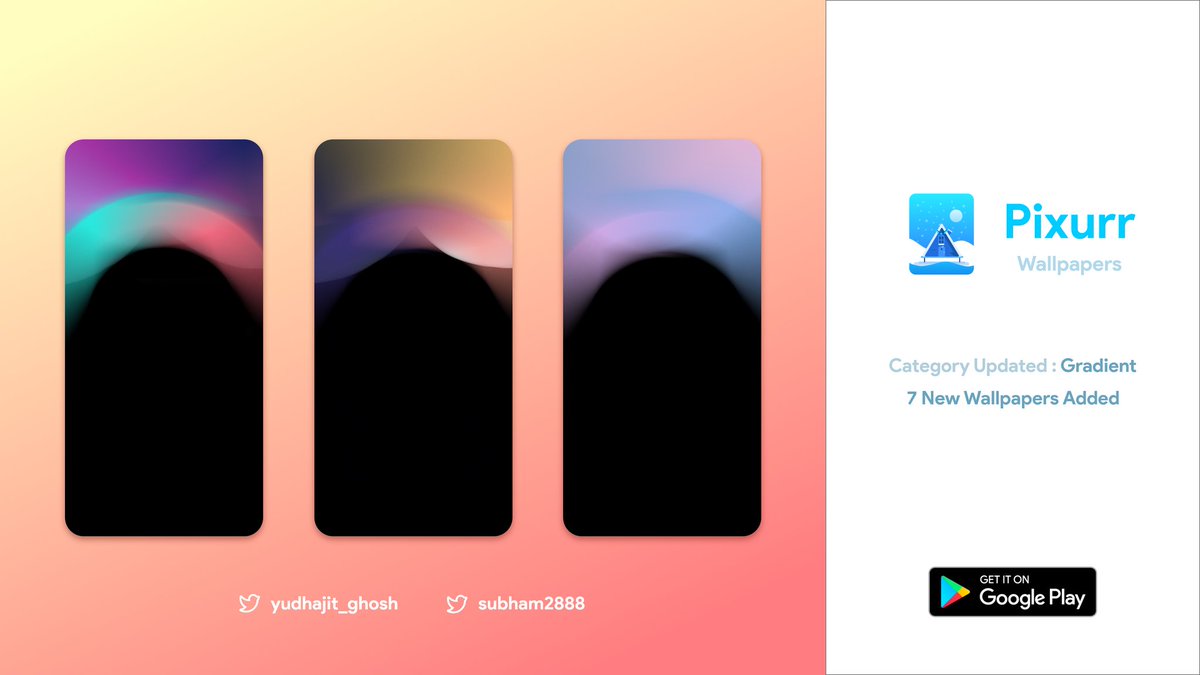 Pixurr
Wallpapers
Category Updated : Gradient
7 New Wallpapers Added
GET IT ON
Google Play
yudhajit_ghosh
subham2888